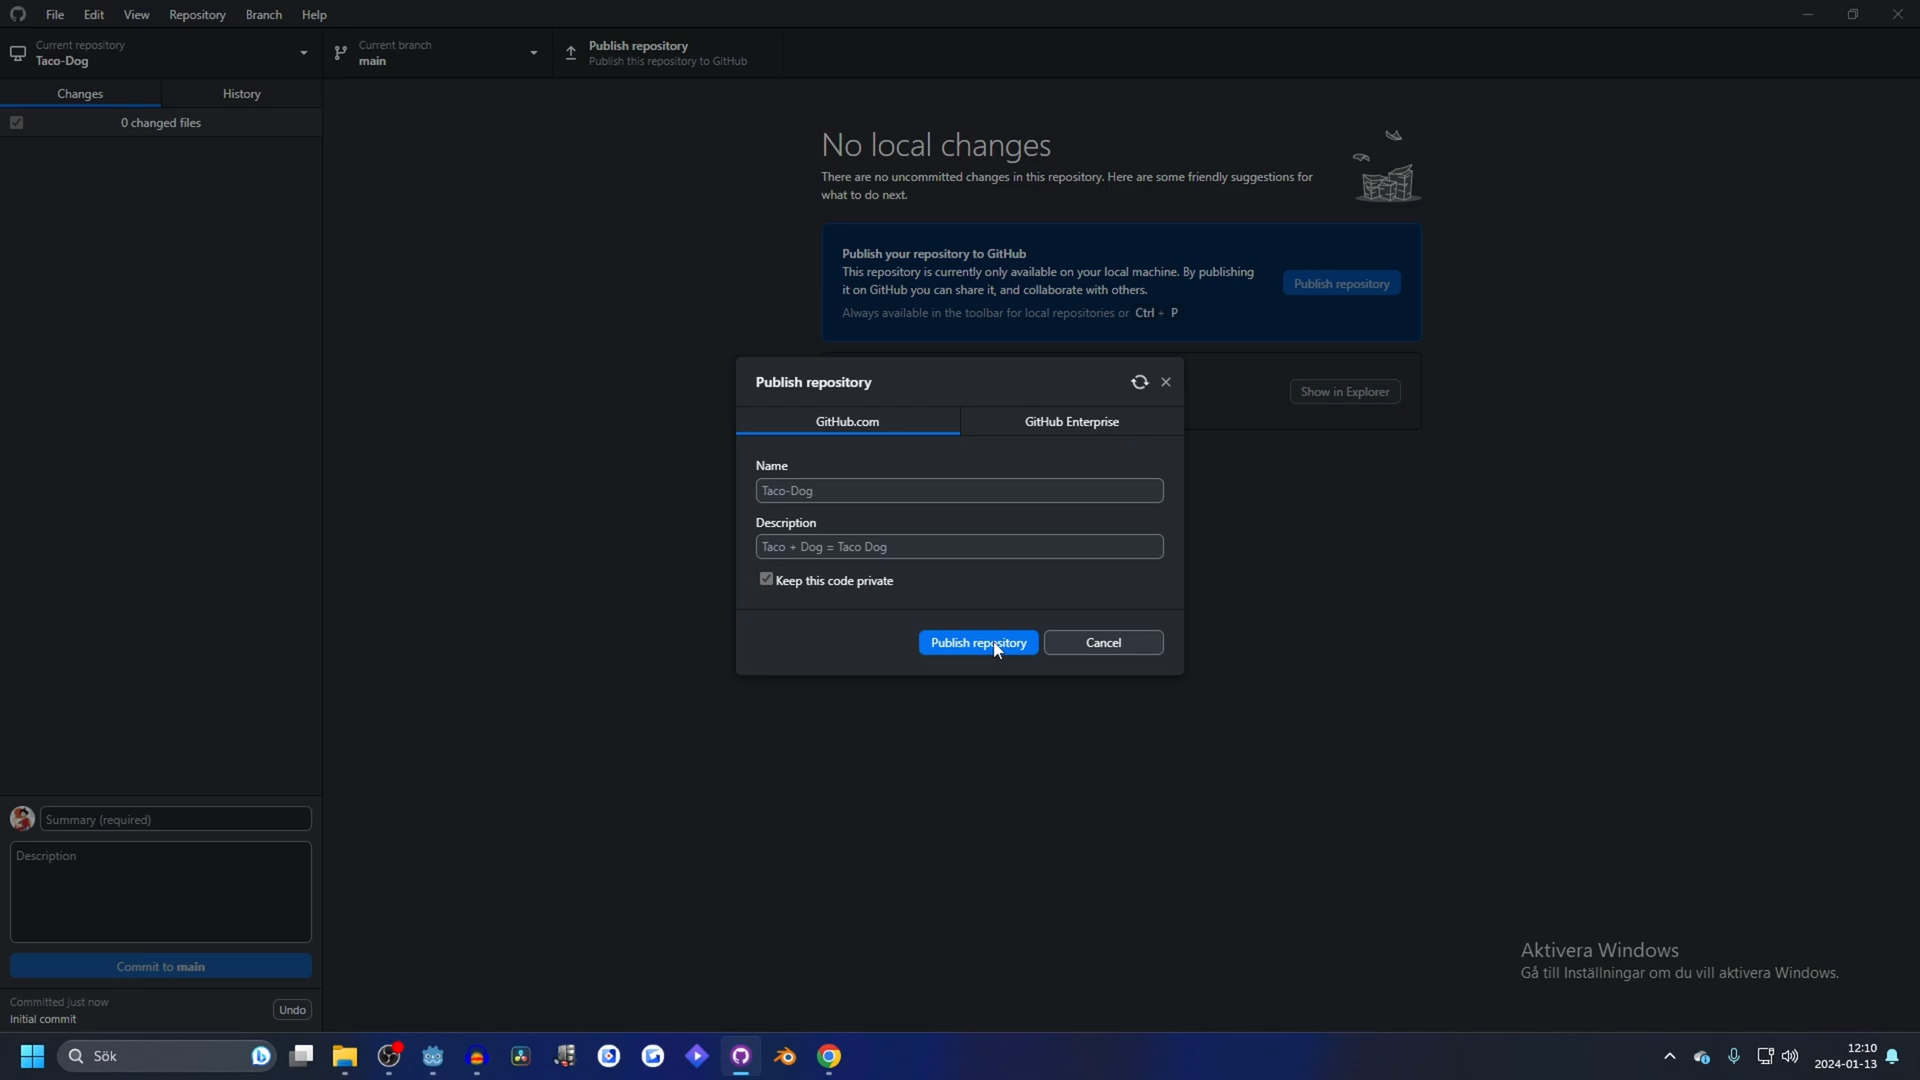 File Edit View Repository Branch Help
Current repository
Taco-Dog
Current branch
main
Publish repository
Publish this repository to GitHub
Changes History
0 changed files
No local changes
There are no uncommitted changes in this repository. Here are some friendly suggestions for
what to do next.
Publish your repository to GitHub
This repository is currently only available on your local machine. By publishing
it on GitHub you can share it, and collaborate with others.
Always available in the toolbar for local repositories or Ctrl + P
Publish repository
Show in Explorer
Publish repository
GitHub.com GitHub Enterprise
Name
Taco-Dog
Description
Taco + Dog = Taco Dog
Keep this code private
Publish repository Cancel
Summary (required)
Description
Commit to main
Committed just now
Initial commit
Undo
Aktivera Windows
Gå till Inställningar om du vill aktivera Windows.
Sök
12:10
2024-01-13